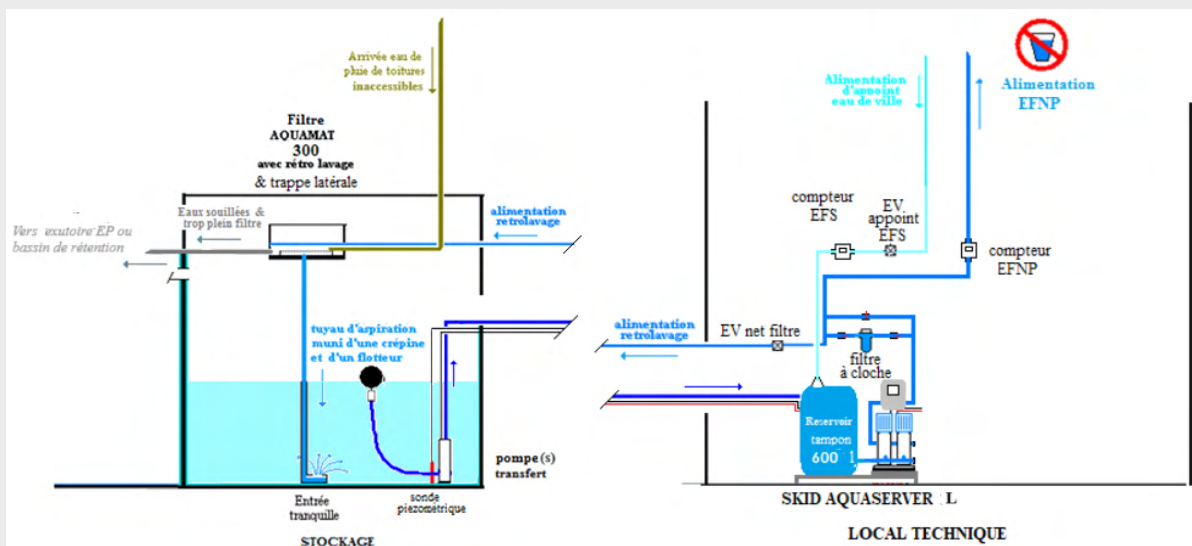 Arrivée eau de
pluie de toitures
inaccessibles
Filtre
AQUAMAT
300
avec rétro lavage
& trappe latérale
Eaux souillées &
trop plein filtre
Vers exutoire EP ou
bassin de rétention
alimentation
retrolavage
tuyau d'aspiration
muni d'une crépine
et d'un flotteur
pompe (s)
transfert
Entrée
tranquille
sonde
piezométrique
STOCKAGE
Alimentation
d'appoint
eau de ville
Alimentation
EFNP
compteur
EFS
EV
appoint
EFS
compteur
EFNP
alimentation
retrolavage
EV net filtre
filtre
à cloche
Reservoir
tampon
600 l
SKID AQUASERVER L
LOCAL TECHNIQUE